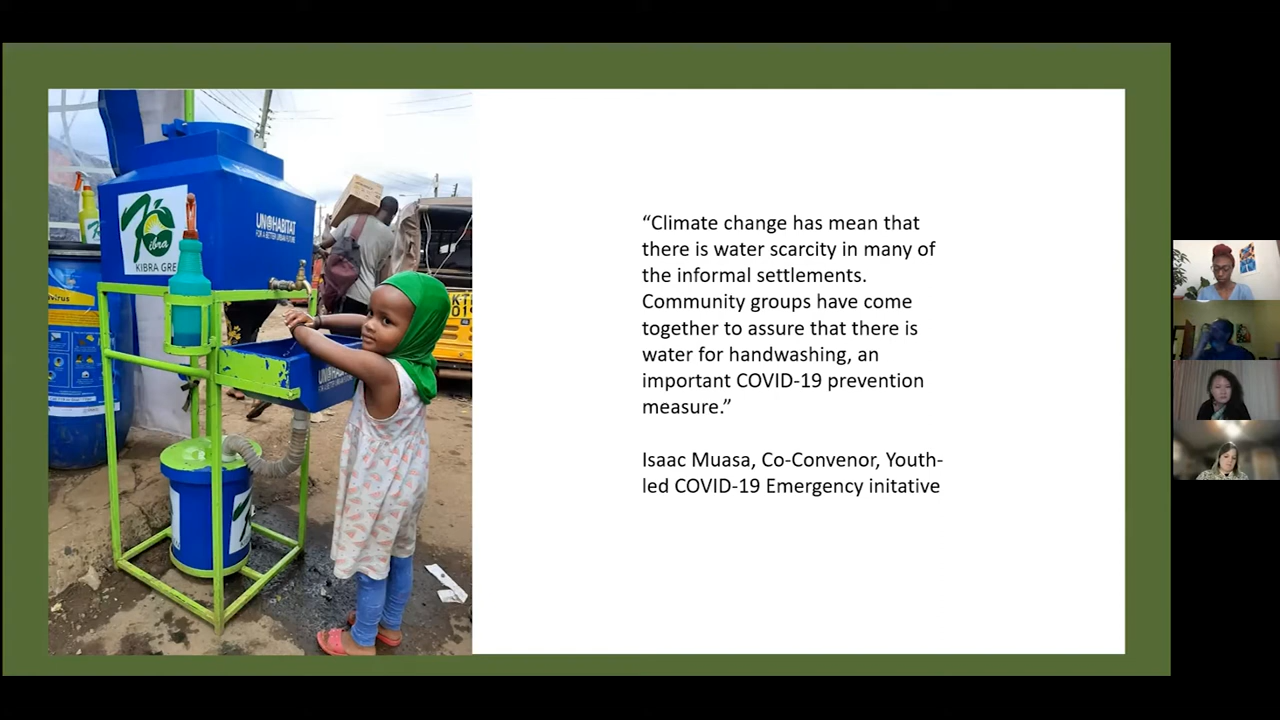 Kibra
KIBRA GRE
UN HABITAT
FOR A BETTER URBAN FUTURE
“Climate change has mean that
there is water scarcity in many of
the informal settlements.
Community groups have come
together to assure that there is
water for handwashing, an
important COVID-19 prevention
measure.”
Isaac Muasa, Co-Convenor, Youth-
led COVID-19 Emergency initative